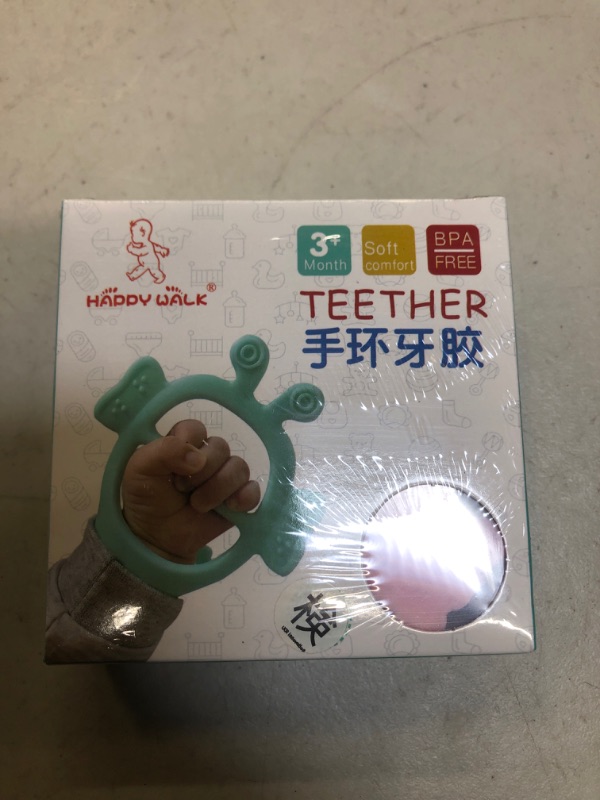 HAPPY WALK®
3+
Month
Soft
comfort
BPA
FREE
TEETHER
手环牙胶